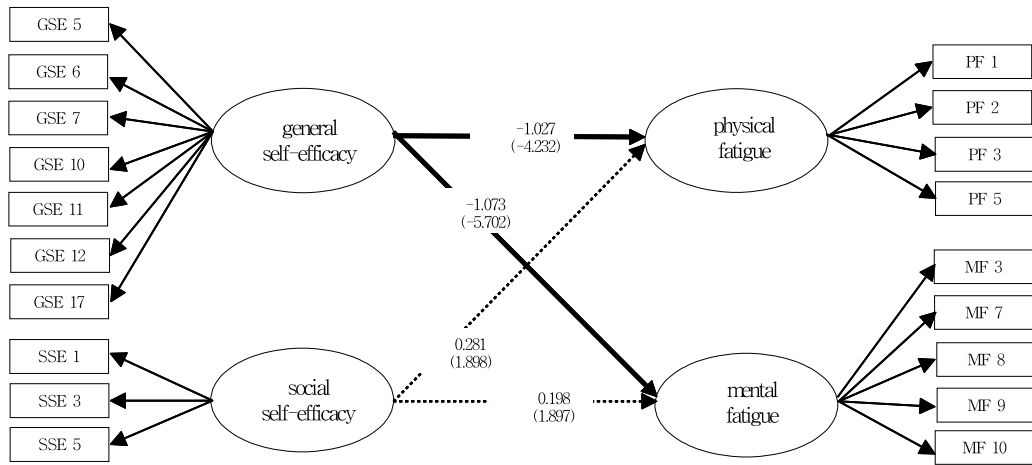 GSE 5
GSE 6
GSE 7
GSE 10
GSE 11
GSE 12
GSE 17
SSE 1
SSE 3
SSE 5
general
self-efficacy
social
self-efficacy
-1.027
(-4.232)
-1.073
(-5.702)
0.281
(1.898)
0.198
(1.897)
physical
fatigue
mental
fatigue
PF 1
PF 2
PF 3
PF 5
MF 3
MF 7
MF 8
MF 9
MF 10